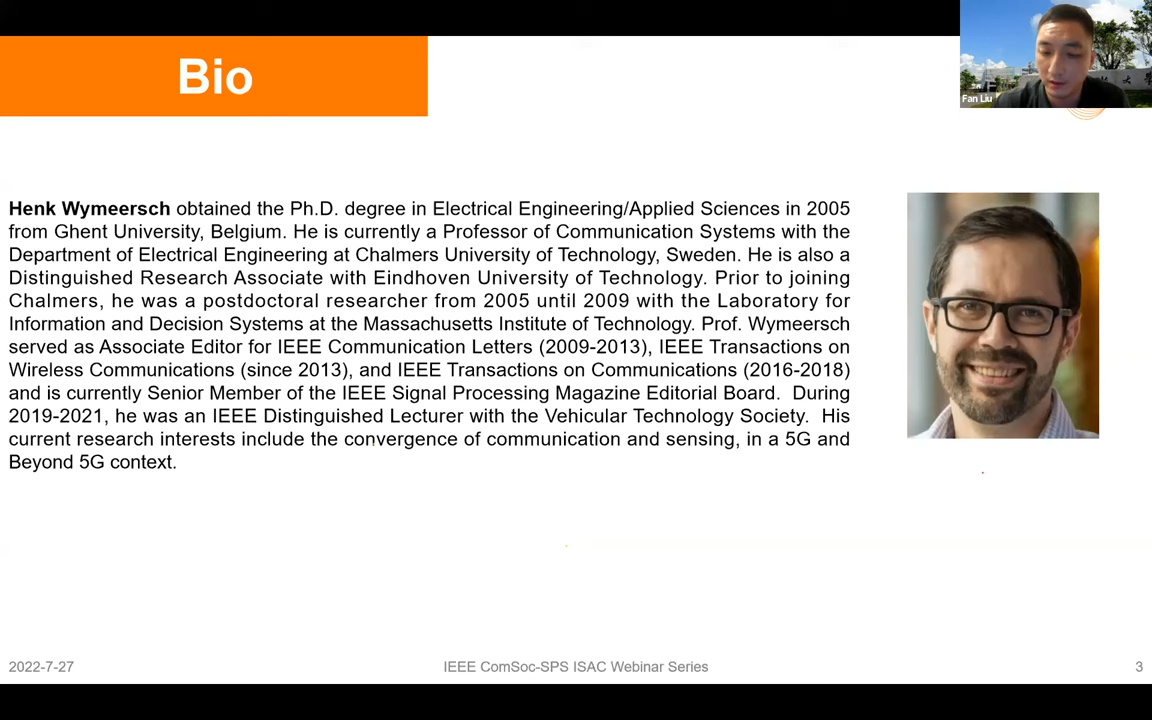 Bio
Fan Liu
Henk Wymeersch obtained the Ph.D. degree in Electrical Engineering/Applied Sciences in 2005
from Ghent University, Belgium. He is currently a Professor of Communication Systems with the
Department of Electrical Engineering at Chalmers University of Technology, Sweden. He is also a
Distinguished Research Associate with Eindhoven University of Technology. Prior to joining
Chalmers, he was a postdoctoral researcher from 2005 until 2009 with the Laboratory for
Information and Decision Systems at the Massachusetts Institute of Technology. Prof. Wymeersch
served as Associate Editor for IEEE Communication Letters (2009-2013), IEEE Transactions on
Wireless Communications (since 2013), and IEEE Transactions on Communications (2016-2018)
and is currently Senior Member of the IEEE Signal Processing Magazine Editorial Board. During
2019-2021, he was an IEEE Distinguished Lecturer with the Vehicular Technology Society. His
current research interests include the convergence of communication and sensing, in a 5G and
Beyond 5G context.
2022-7-27
IEEE ComSoc-SPS ISAC Webinar Series
3